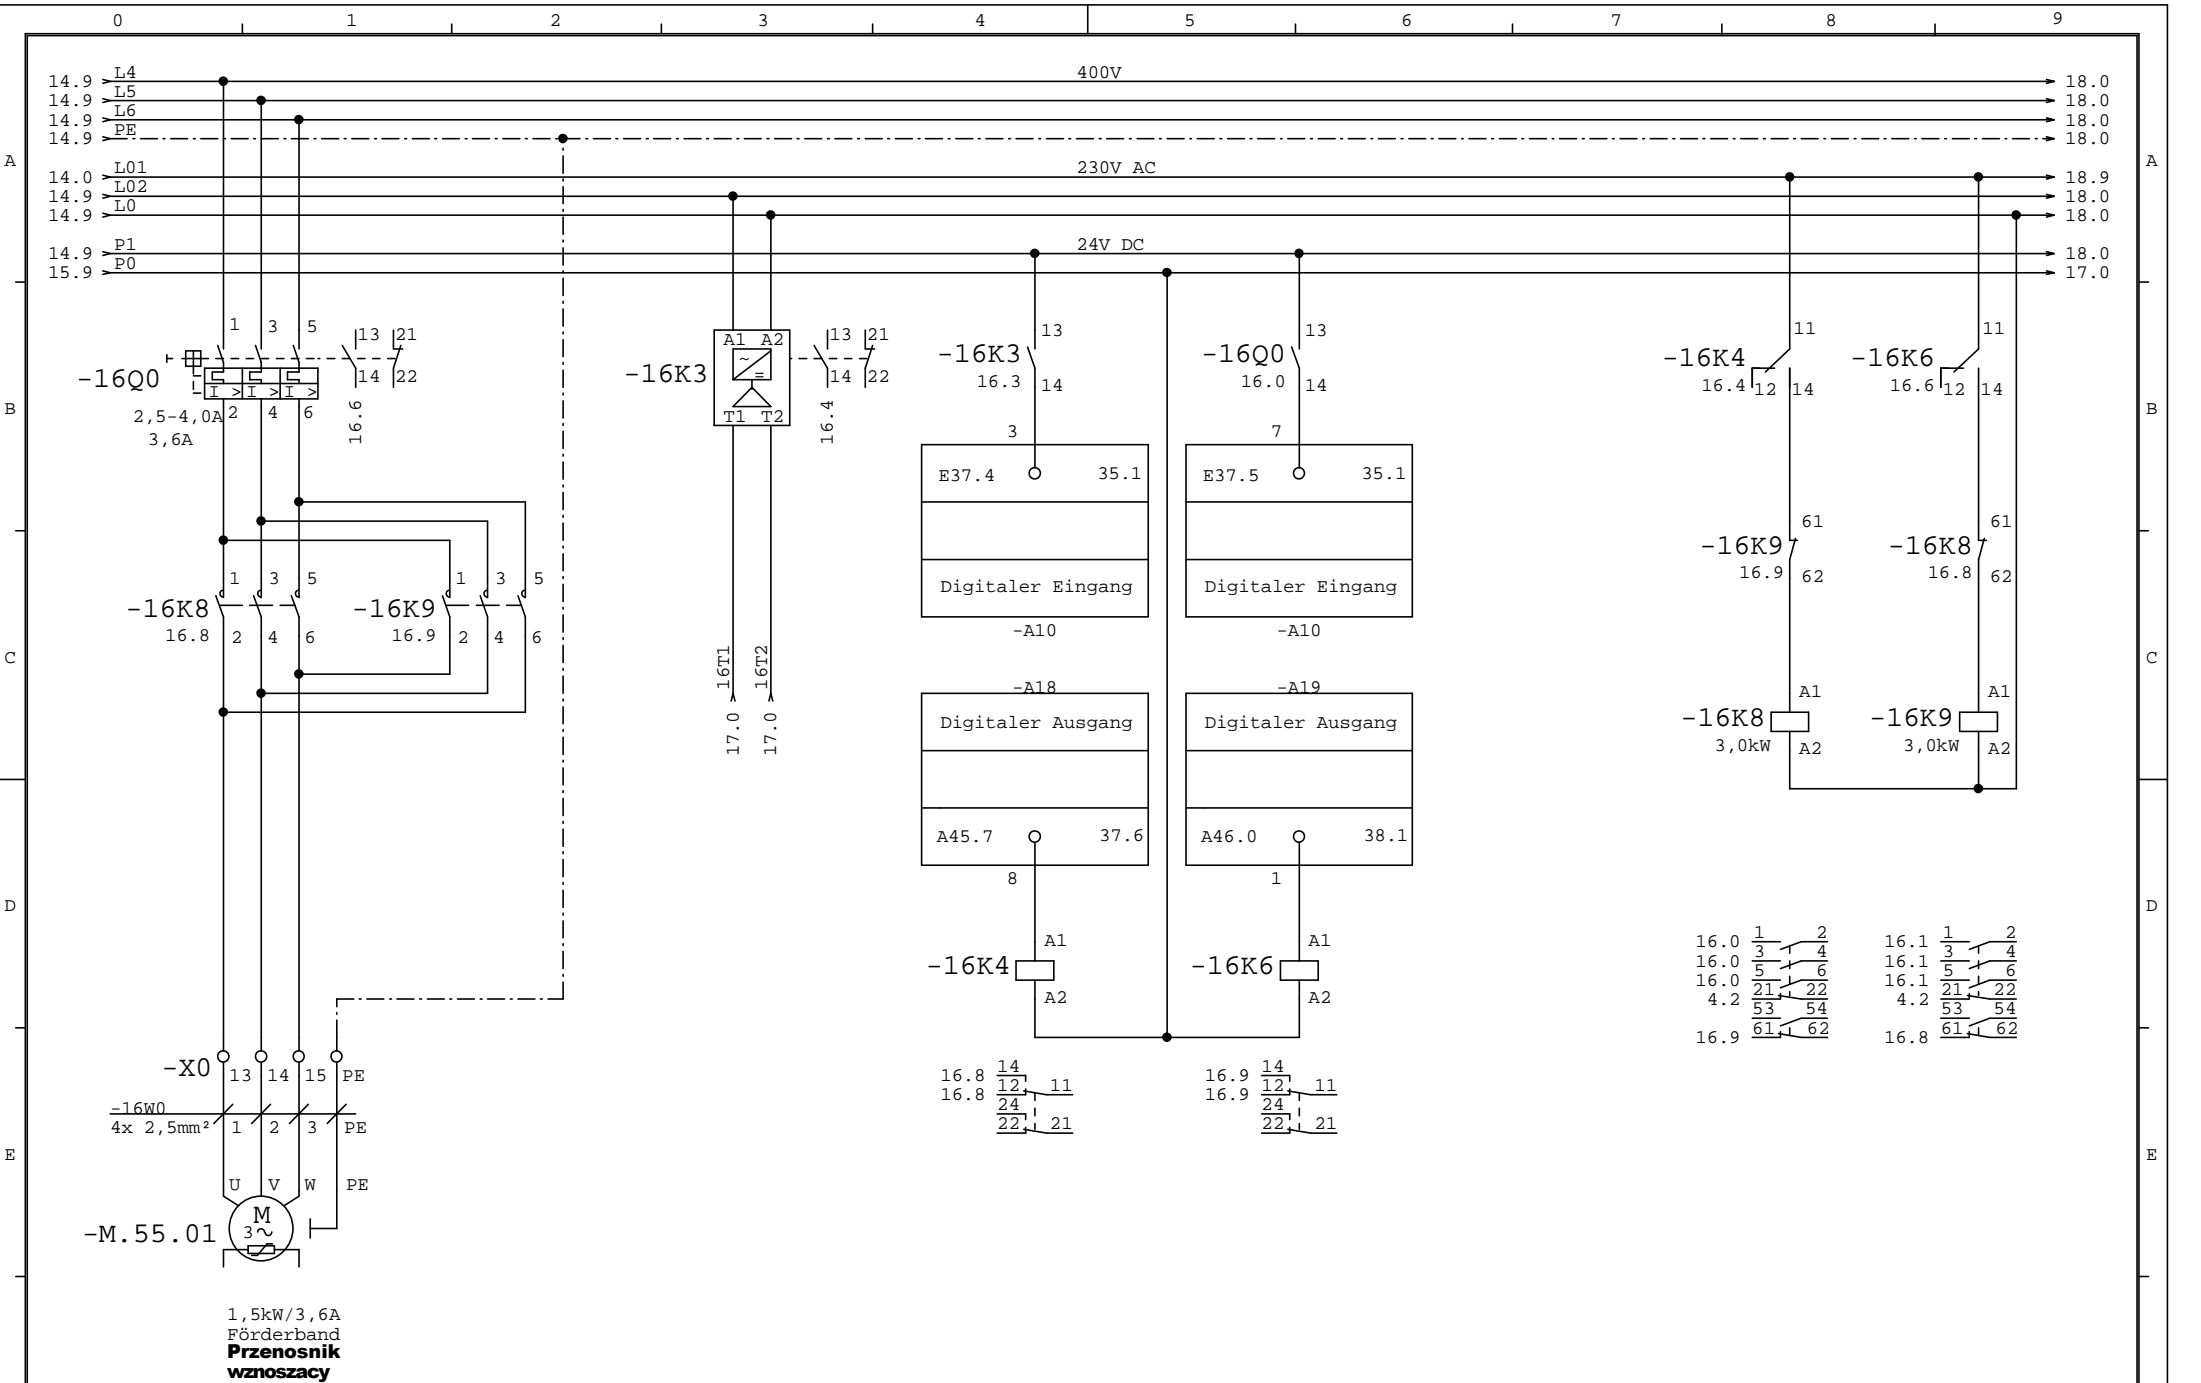 0 1 2 3 4 5 6 7 8 9
14.9 L4 400V 18.0
14.9 L5 18.0
14.9 L6 18.0
14.9 PE 18.0
A A
14.0 L01 230V AC 18.9
14.9 L02 18.0
14.9 L0 18.0
14.9 P1 24V DC 18.0
15.9 P0 17.0
1 3 5 13 21
-16Q0
I > I > I > 14 22
2,5-4,0A 2 4 6
3,6A
16.6
A1 A2 13 21
-16K3 ~ =
14 22
T1 T2
16.4
13
-16K3
16.3 14
13
-16Q0
16.0 14
11
-16K4
16.4 12 14
11
-16K6
16.6 12 14
B B
3 7
E37.4 35.1
Digitaler Eingang
-A10
E37.5 35.1
Digitaler Eingang
-A10
61
-16K9
16.9 62
61
-16K8
16.8 62
1 3 5
-16K8
16.8 2 4 6
1 3 5
-16K9
16.9 2 4 6
C C
16T1 16T2
17.0 17.0
-A18
Digitaler Ausgang
A45.7 37.6
8
-A19
Digitaler Ausgang
A46.0 38.1
1
A1
-16K8
3,0kW A2
A1
-16K9
3,0kW A2
D D
A1
-16K4
A2
A1
-16K6
A2
16.0 1 2
16.0 3 4
16.0 5 6
4.2 21 22
53 54
16.9 61 62
16.1 1 2
16.1 3 4
16.1 5 6
4.2 21 22
53 54
16.8 61 62
16.8 14
16.8 12 11
24
22 21
16.9 14
16.9 12 11
24
22 21
-X0 13 14 15 PE
-16W0
4x 2,5mm² 1 2 3 PE
E E
U V W PE
M
-M.55.01 3~
1,5kW/3,6A
Förderband
Przenosnik
wznoszacy